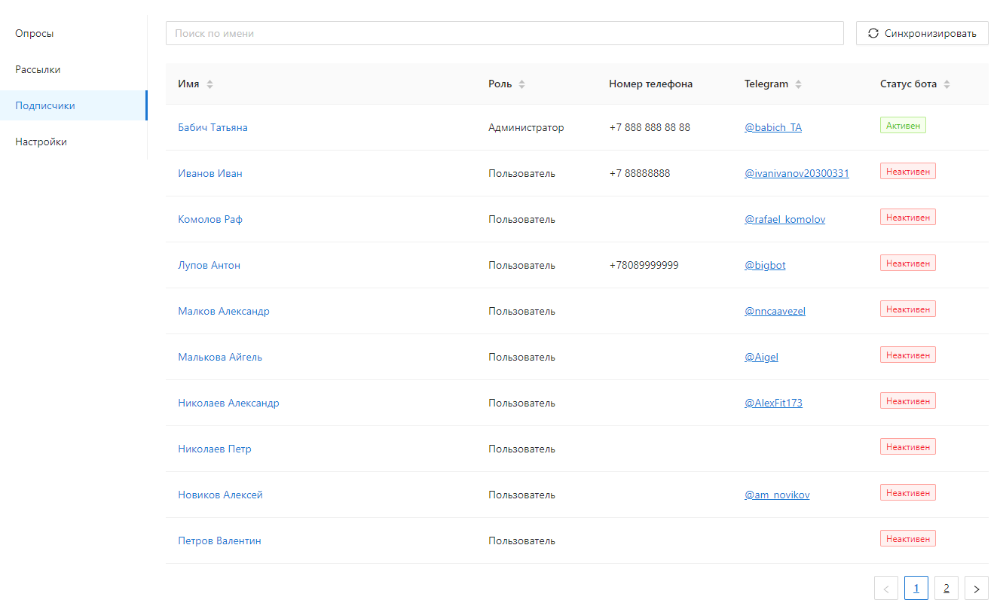 Опросы
Рассылки
Подписчики
Настройки
Поиск по имени
Синхронизировать
Имя Роль Номер телефона Telegram Статус бота
Бабич Татьяна Администратор +7 888 888 88 88 @babich_TA Активен
Иванов Иван Пользователь +7 88888888 @ivanivanov20300331 Неактивен
Комолов Раф Пользователь @rafael_komolov Неактивен
Лупов Антон Пользователь +78089999999 @bigbot Неактивен
Малков Александр Пользователь @nncaavezel Неактивен
Малькова Айгель Пользователь @Aigel Неактивен
Николаев Александр Пользователь @AlexFit173 Неактивен
Николаев Петр Пользователь Неактивен
Новиков Алексей Пользователь @am_novikov Неактивен
Петров Валентин Пользователь Неактивен
< 1 2 >